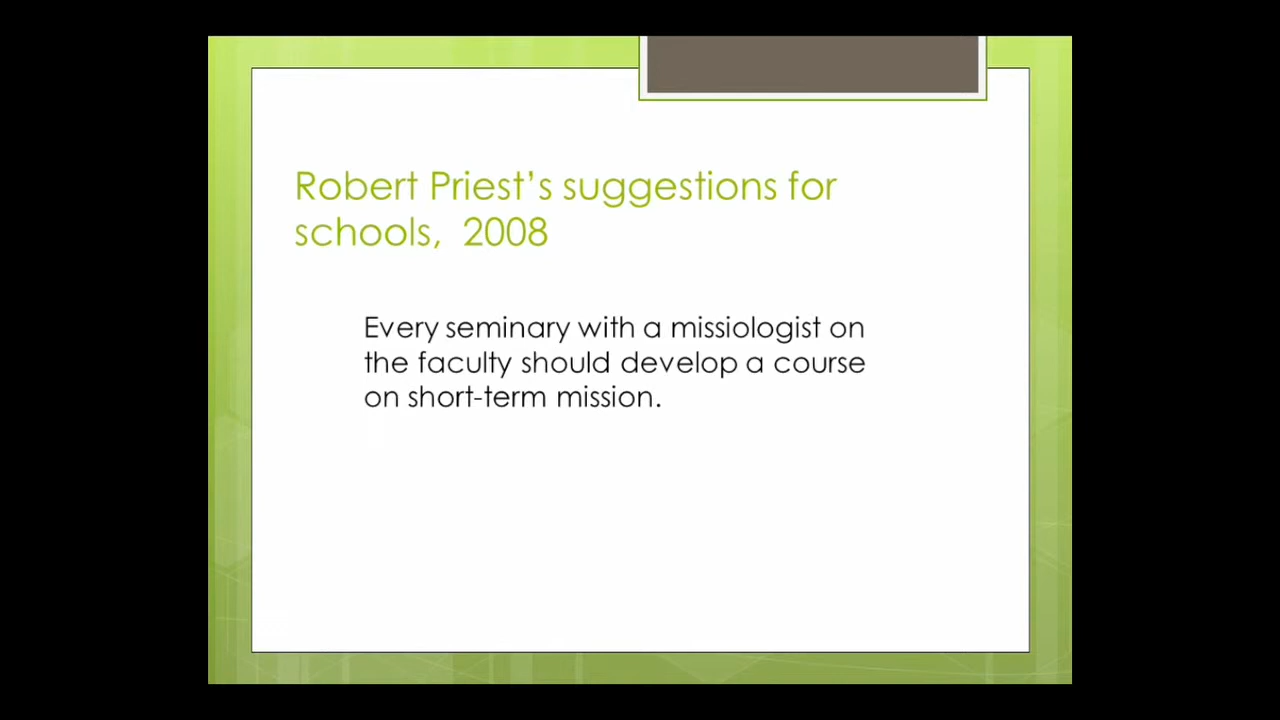 Robert Priest’s suggestions for
schools,  2008
Every seminary with a missiologist on
the faculty should develop a course
on short-term mission.